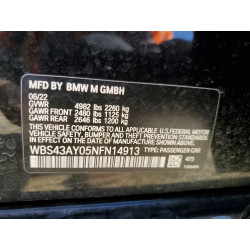 MFD BY BMW M GMBH
06/22
GVWR 4982 lbs 2260 kg
GAWR FRONT 2480 lbs 1125 kg
GAWR REAR 2646 lbs 1200 kg
THIS VEHICLE CONFORMS TO ALL APPLICABLE FEDERAL
MOTOR VEHICLE SAFETY, BUMPER, AND THEFT PREVENTION
STANDARDS IN EFFECT ON THE DATE OF MANUFACTURE SHOWN ABOVE.
WBS43AY05NFN14913 TYPE: PASSENGER CAR
475